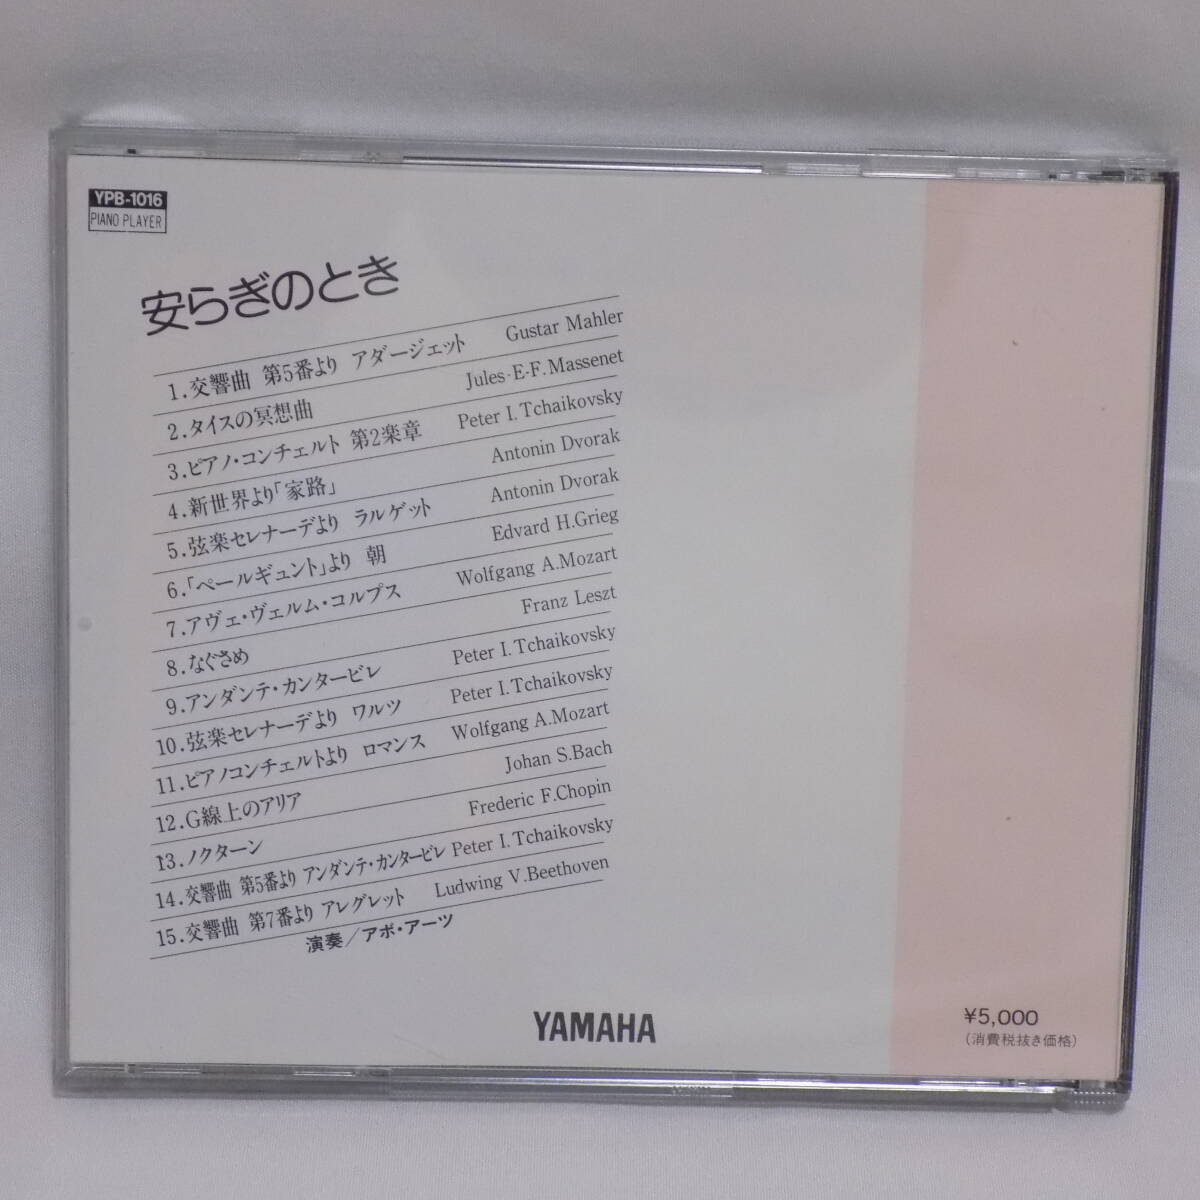 YPB-1016
PIANO PLAYER
安らぎのとき
1.交響曲 第5番より アダージェット Gustar Mahler
2.タイスの冥想曲 Jules-E-F.Massenet
3.ピアノ・コンチェルト 第2楽章 Peter I.Tchaikovsky
4.新世界より「家路」 Antonin Dvorak
5.弦楽セレナーデより ラルゲット Antonin Dvorak
6.「ペールギュント」より 朝 Edvard H.Grieg
7.アヴェ・ヴェルム・コルプス Wolfgang A.Mozart
8.なぐさめ Franz Leszt
9.アンダンテ・カンタービレ Peter I.Tchaikovsky
10.弦楽セレナーデより ワルツ Peter I.Tchaikovsky
11.ピアノコンチェルトより ロマンス Wolfgang A.Mozart
12.G線上のアリア Johan S.Bach
13.ノクターン Frederic F.Chopin
14.交響曲 第5番より アンダンテ・カンタービレ Peter I.Tchaikovsky
15.交響曲 第7番より アレグレット Ludwing V.Beethoven
演奏/アポ・アーツ
YAMAHA
¥5,000
(消費税抜き価格)